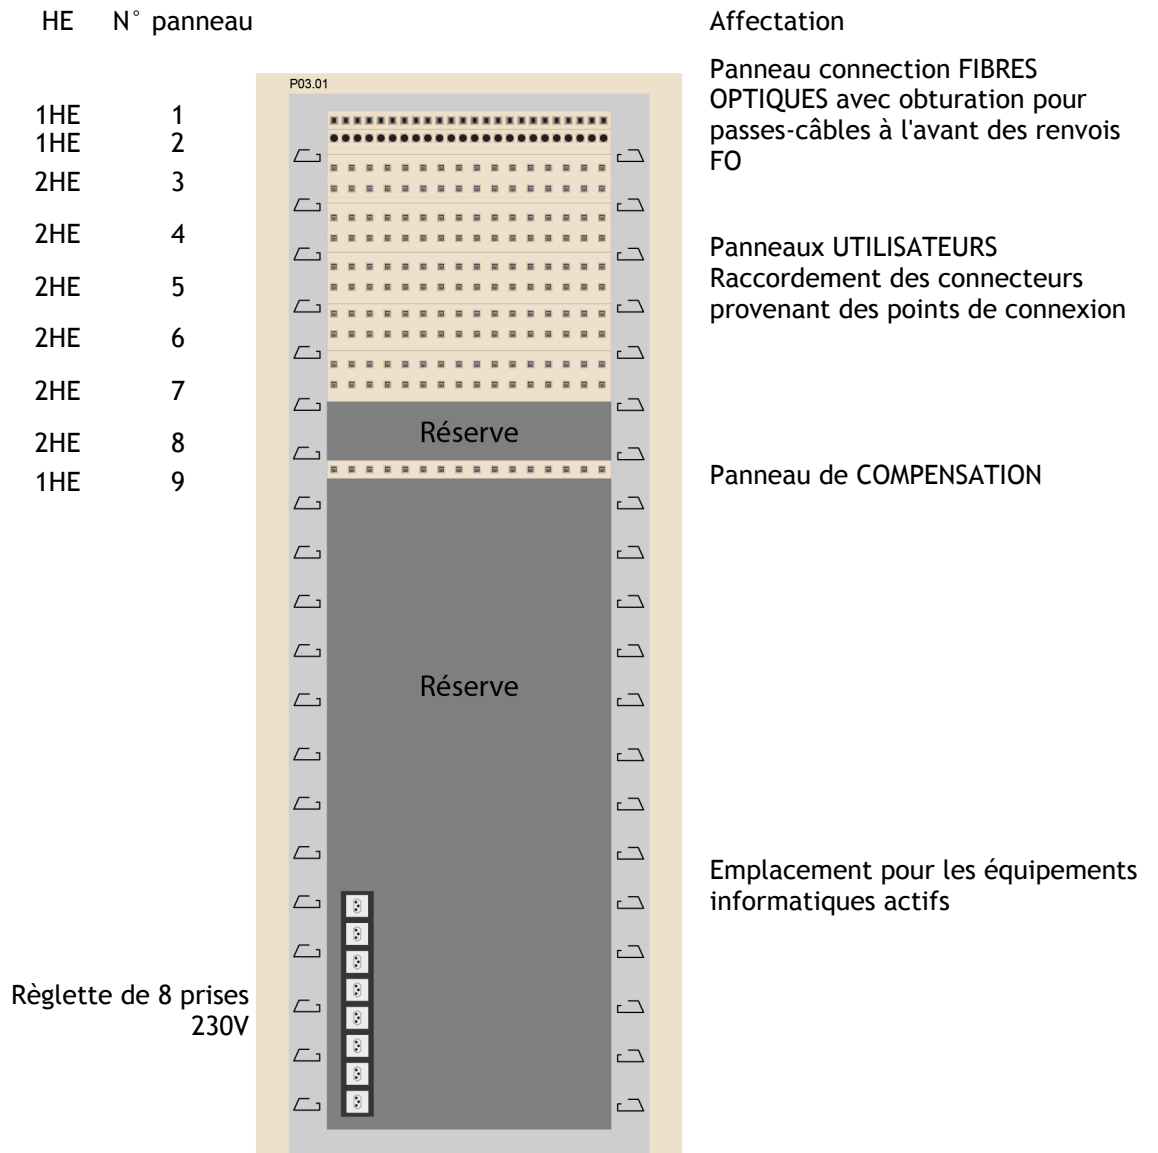 HE N° panneau Affectation
P03.01
Panneau connection FIBRES
OPTIQUES avec obturation pour
passes-câbles à l'avant des renvois
FO
1HE 1
1HE 2
2HE 3
2HE 4
2HE 5
2HE 6
2HE 7
2HE 8
1HE 9
Panneaux UTILISATEURS
Raccordement des connecteurs
provenant des points de connexion
Réserve
Panneau de COMPENSATION
Réserve
Emplacement pour les équipements
informatiques actifs
Règlette de 8 prises
230V